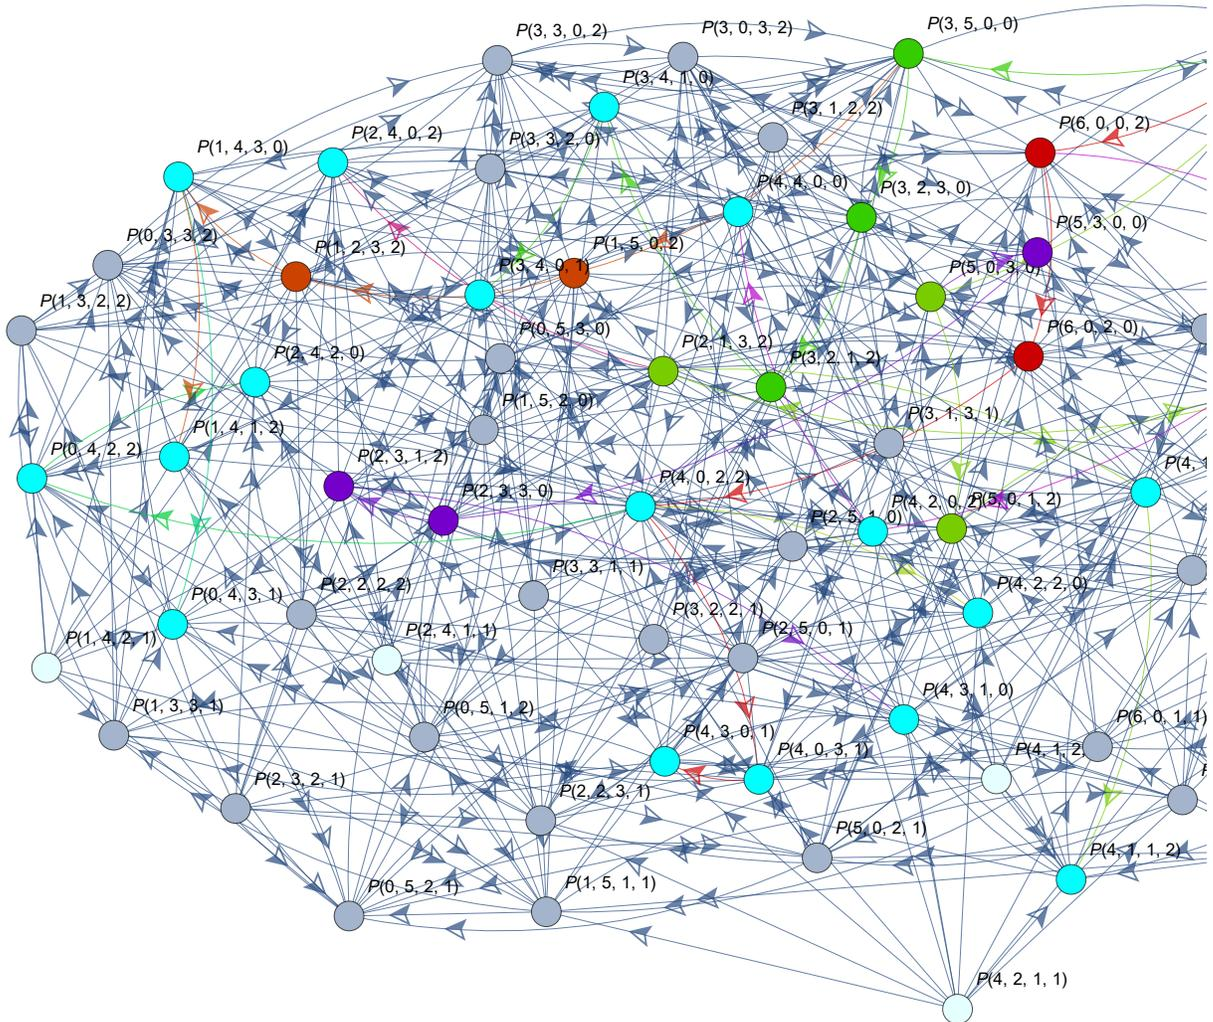 P(3, 5, 0, 0)
P(3, 3, 0, 2)
P(3, 0, 3, 2)
P(3, 4, 1, 0)
P(3, 1, 2, 2)
P(6, 0, 0, 2)
P(2, 4, 0, 2)
P(3, 3, 2, 0)
P(1, 4, 3, 0)
P(4, 4, 0, 0)
P(3, 2, 3, 0)
P(5, 3, 0, 0)
P(0, 3, 3, 2)
P(1, 2, 3, 2)
P(1, 5, 0, 2)
P(3, 4, 0, 1)
P(5, 0, 3, 0)
P(1, 3, 2, 2)
P(0, 5, 3, 0)
P(6, 0, 2, 0)
P(2, 1, 3, 2)
P(2, 4, 2, 0)
P(3, 2, 1, 2)
P(1, 5, 2, 0)
P(3, 1, 3, 1)
P(1, 4, 1, 2)
P(0, 4, 2, 2)
P(2, 3, 1, 2)
P(4, 1
P(4, 0, 2, 2)
P(2, 3, 3, 0)
P(4, 2, 0, 2)
P(5, 0, 1, 2)
P(2, 5, 1, 0)
P(3, 3, 1, 1)
P(2, 2, 2, 2)
P(4, 2, 2, 0)
P(0, 4, 3, 1)
P(3, 2, 2, 1)
P(2, 5, 0, 1)
P(2, 4, 1, 1)
P(1, 4, 2, 1)
P(4, 3, 1, 0)
P(1, 3, 3, 1)
P(0, 5, 1, 2)
P(6, 0, 1, 1)
P(4, 3, 0, 1)
P(4, 0, 3, 1)
P(4, 1, 2,
P(2, 3, 2, 1)
P(2, 2, 3, 1)
P(5, 0, 2, 1)
P(4, 1, 1, 2)
P(0, 5, 2, 1)
P(1, 5, 1, 1)
P(4, 2, 1, 1)